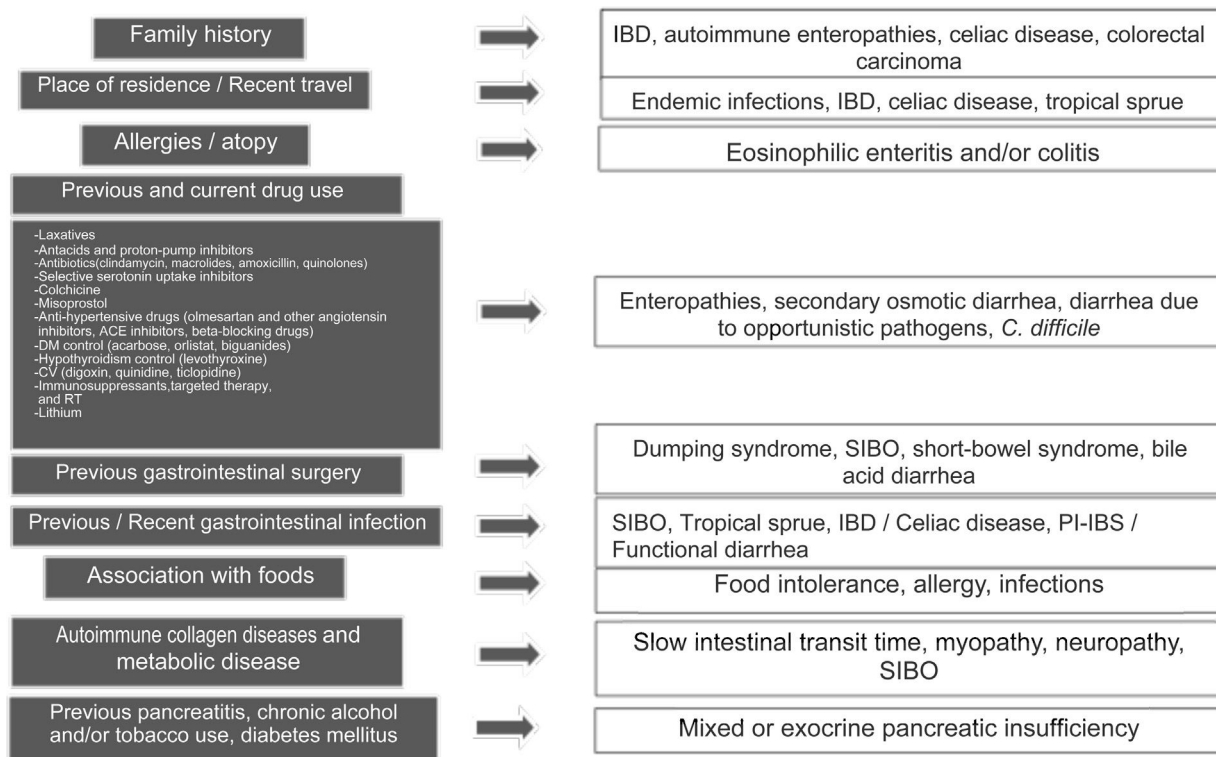 Family history
IBD, autoimmune enteropathies, celiac disease, colorectal
carcinoma
Place of residence / Recent travel
Endemic infections, IBD, celiac disease, tropical sprue
Allergies / atopy
Eosinophilic enteritis and/or colitis
Previous and current drug use
-Laxatives
-Antacids and proton-pump inhibitors
-Antibiotics(clindamycin, macrolides, amoxicillin, quinolones)
-Selective serotonin uptake inhibitors
-Colchicine
-Misoprostol
-Anti-hypertensive drugs (olmesartan and other angiotensin
inhibitors, ACE inhibitors, beta-blocking drugs)
-DM control (acarbose, orlistat, biguanides)
-Hypothyroidism control (levothyroxine)
-CV (digoxin, quinidine, ticlopidine)
-Immunosuppressants,targeted therapy,
and RT
-Lithium
Enteropathies, secondary osmotic diarrhea, diarrhea due
to opportunistic pathogens, C. difficile
Previous gastrointestinal surgery
Dumping syndrome, SIBO, short-bowel syndrome, bile
acid diarrhea
Previous / Recent gastrointestinal infection
SIBO, Tropical sprue, IBD / Celiac disease, PI-IBS /
Functional diarrhea
Association with foods
Food intolerance, allergy, infections
Autoimmune collagen diseases and
metabolic disease
Slow intestinal transit time, myopathy, neuropathy,
SIBO
Previous pancreatitis, chronic alcohol
and/or tobacco use, diabetes mellitus
Mixed or exocrine pancreatic insufficiency